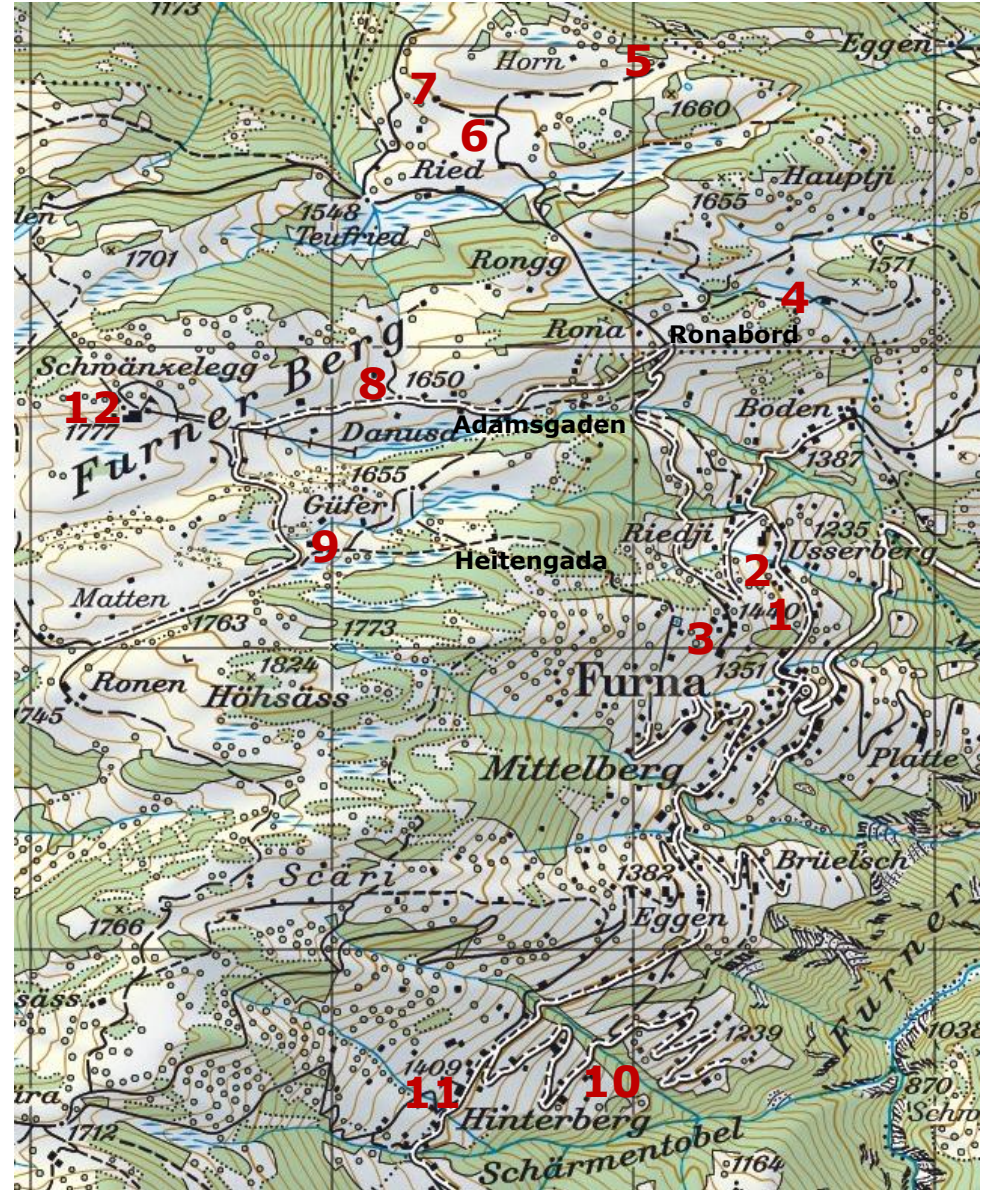 1173
Eggen
Horn
5
7
1660
6
Ried
Hauptji
1655
1548
Teufried
1701
Rongg
1571
4
Rona
Ronabord
Schwänzelegg
Furner Berg
8
1650
12
1777
Danusa
Adamsgaden
Boden
1387
1655
Güfer
Riedji
1235
Usserberg
9
Heitengada
2
Matten
1
1763
1773
3
1351
1824
Furna
Ronen
Höhsäss
1745
Platte
Mittelberg
Brüelsch
Scäri
1382
Eggen
1766
Furner
säss
1239
1038
1409
10
870
11
Hinterberg
1712
Schärmentobel
1164